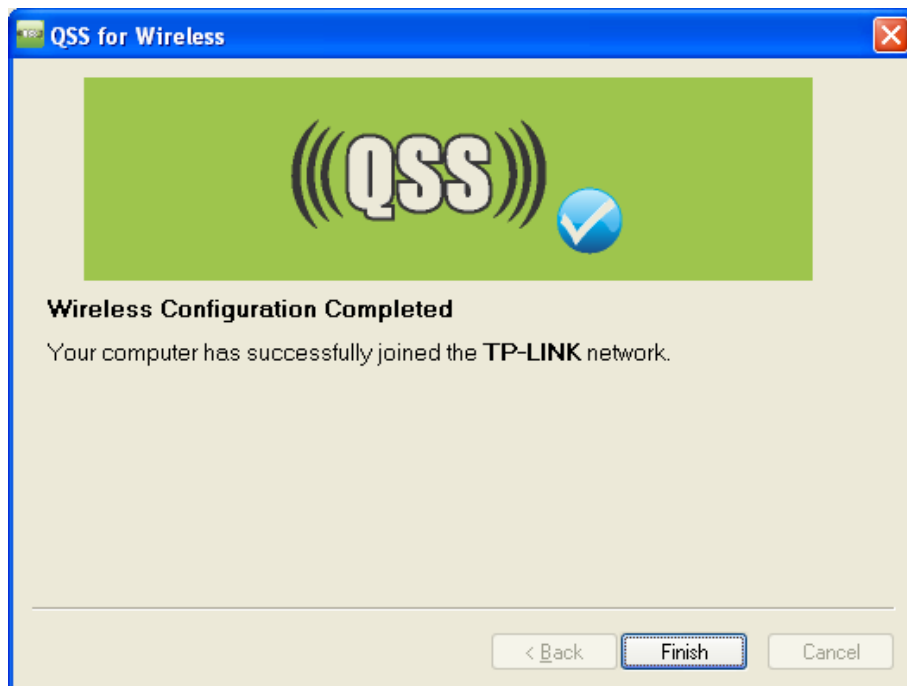 QSS for Wireless
(((QSS)))
Wireless Configuration Completed
Your computer has successfully joined the TP-LINK network.
< Back Finish Cancel